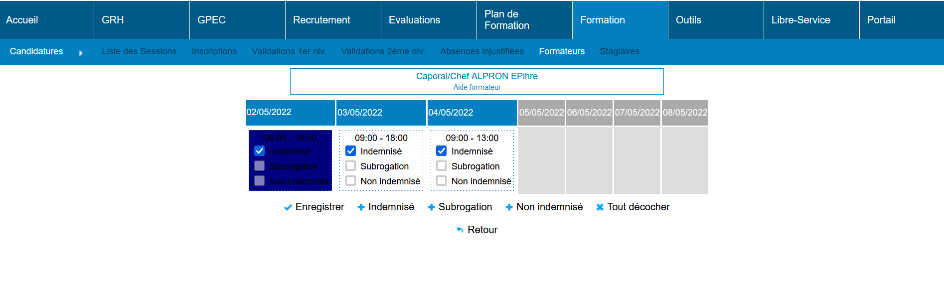 Accueil
GRH
GPEC
Recrutement
Evaluations
Plan de
Formation
Formation
Outils
Libre-Service
Portail
Candidatures
Liste des Sessions
Inscriptions
Validations 1er niv.
Validations 2ème niv.
Absences injustifiées
Formateurs
Stagiaires
Caporal/Chef ALPRON EPihre
Aide formateur
02/05/2022 03/05/2022 04/05/2022 05/05/2022 06/05/2022 07/05/2022 08/05/2022
09:00 - 18:00 09:00 - 13:00
Indemnisé Indemnisé Indemnisé
Subrogation Subrogation Subrogation
Non indemnisé Non indemnisé Non indemnisé
Enregistrer Indemnisé Subrogation Non indemnisé Tout décocher
Retour